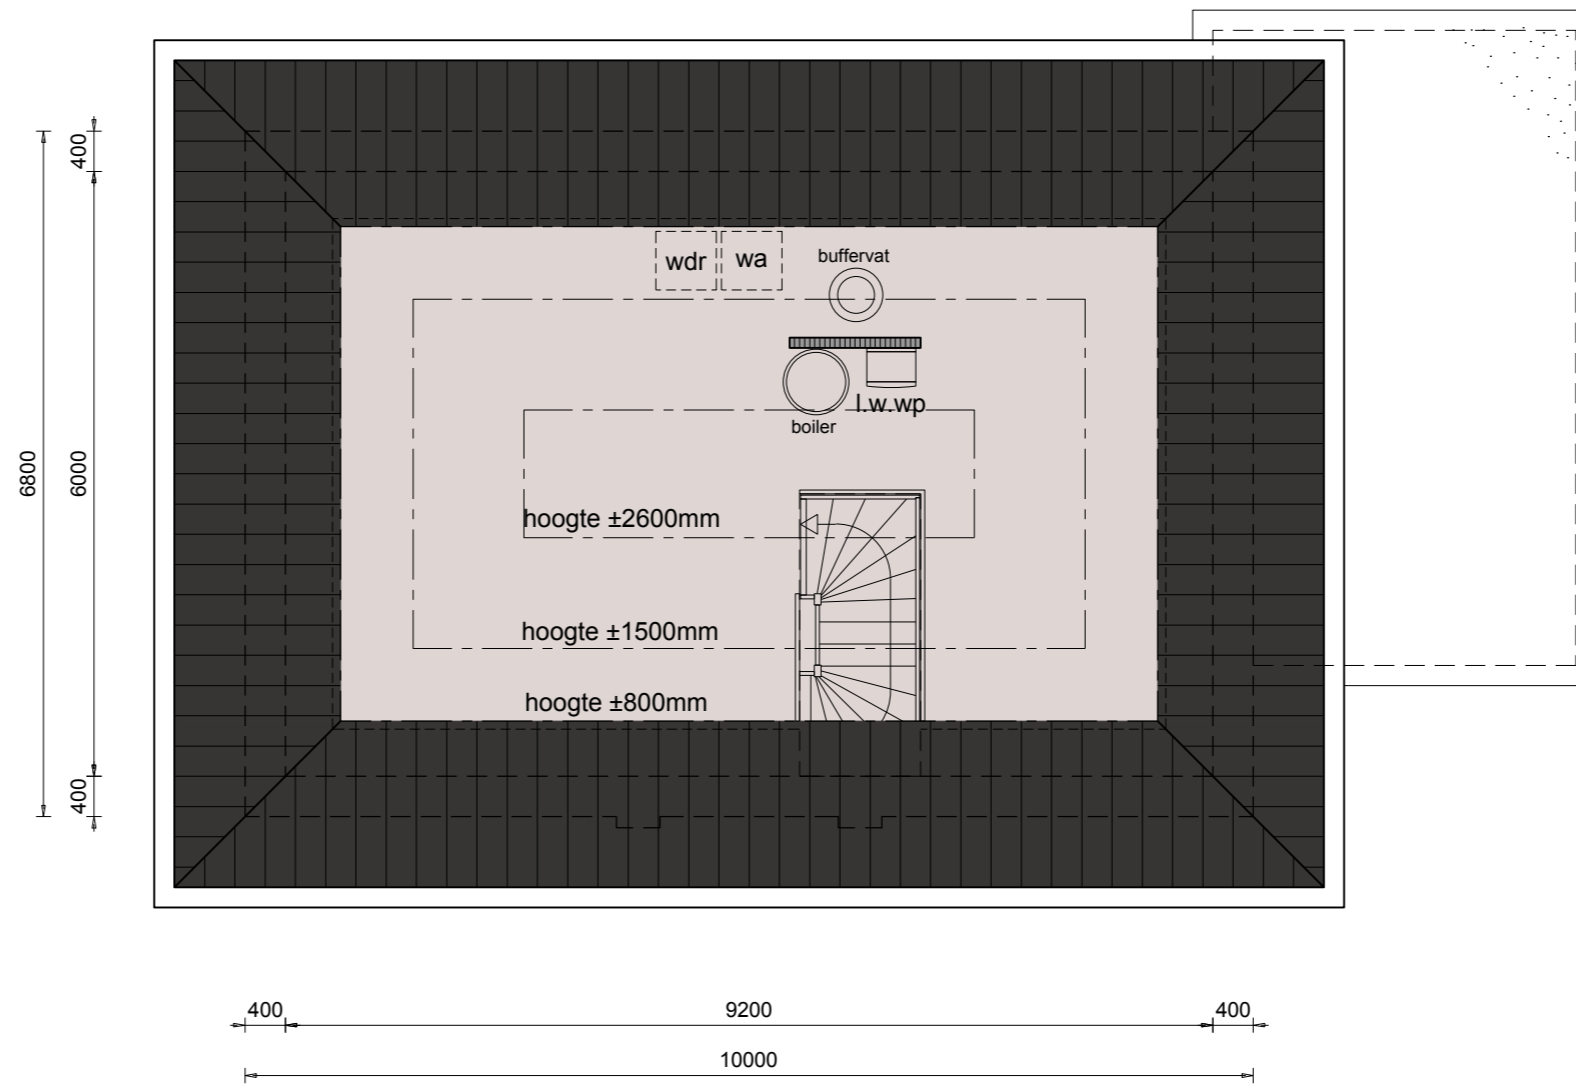 wdr
wa
buffervat
l.w.wp
boiler
hoogte ±2600mm
hoogte ±1500mm
hoogte ±800mm
400
6800
6000
400
400
9200
400
10000